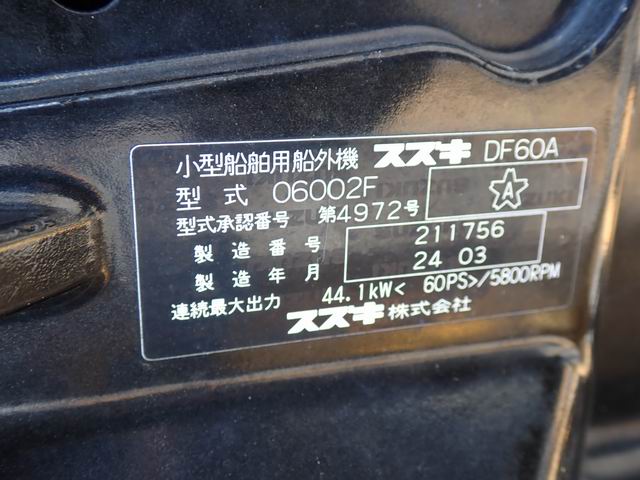 小型船舶用船外機 スズキ DF60A
型式 06002F A
型式承認番号 第4972号
製造番号 211756
製造年月 24 03
連続最大出力 44.1kW< 60PS>/5800RPM
スズキ株式会社